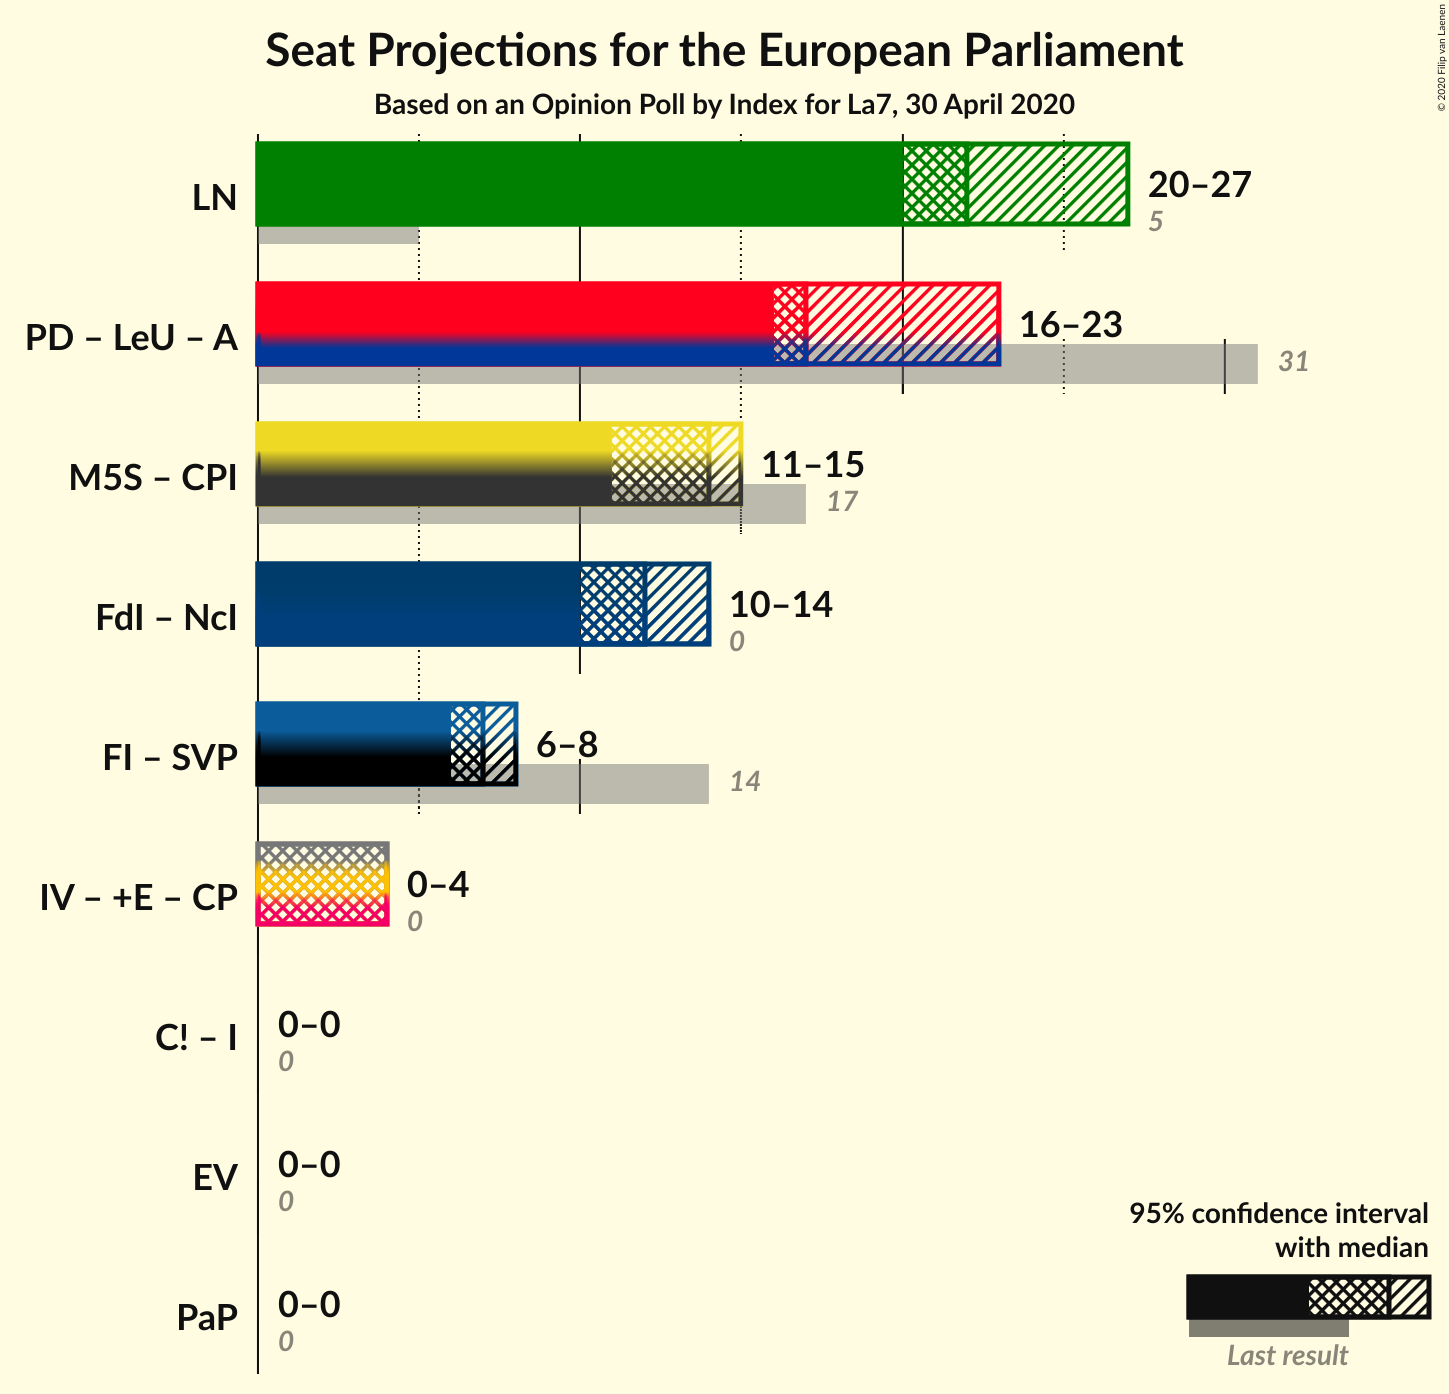 Seat Projections for the European Parliament
Based on an Opinion Poll by Index for La7, 30 April 2020
© 2020 Filip van Laenen
LN
20–27
5
PD – LeU – A
16–23
31
M5S – CPI
11–15
17
FdI – NcI
10–14
0
FI – SVP
6–8
14
IV – +E – CP
0–4
0
C! – I
0–0
0
EV
0–0
0
PaP
0–0
0
95% confidence interval
with median
Last result